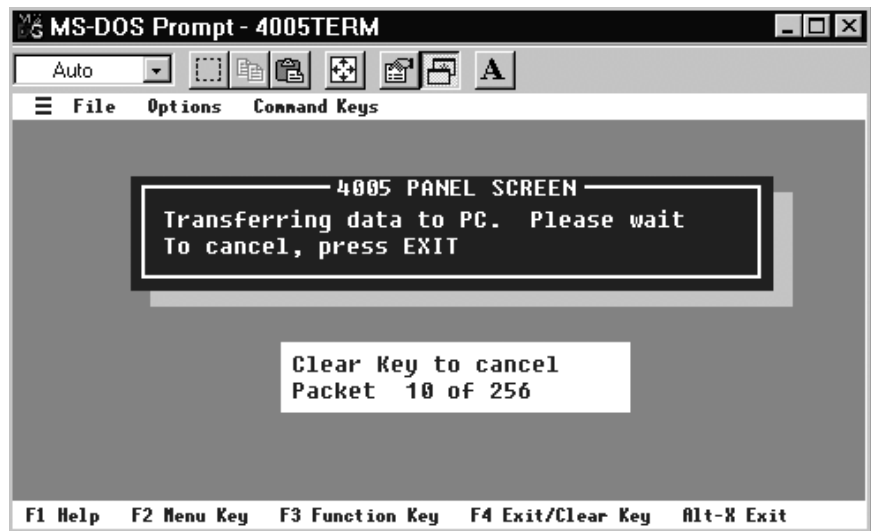 MS-DOS Prompt - 4005TERM
Auto
A
File Options Command Keys
4005 PANEL SCREEN
Transferring data to PC. Please wait
To cancel, press EXIT
Clear Key to cancel
Packet 10 of 256
F1 Help F2 Menu Key F3 Function Key F4 Exit/Clear Key Alt-X Exit